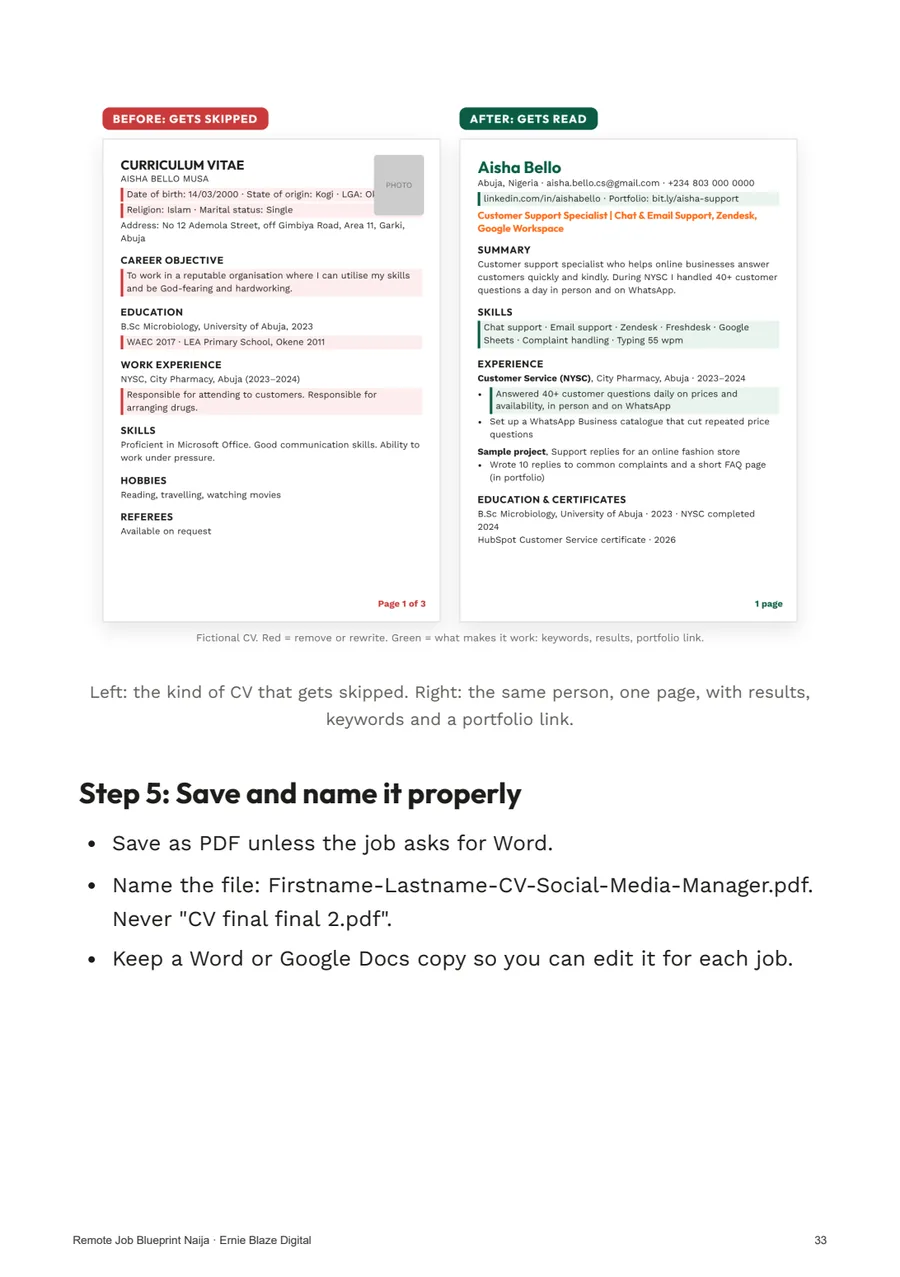 BEFORE: GETS SKIPPED
CURRICULUM VITAE
AISHA BELLO MUSA
Date of birth: 14/03/2000 · State of origin: Kogi · LGA:
PHOTO
Religion: Islam · Marital status: Single
Address: No 12 Ademola Street, off Gimbiya Road, Area 11, Garki,
Abuja
CAREER OBJECTIVE
To work in a reputable organisation where I can utilise my skills
and be God-fearing and hardworking.
EDUCATION
B.Sc Microbiology, University of Abuja, 2023
WAEC 2017 · LEA Primary School, Okene 2011
WORK EXPERIENCE
NYSC, City Pharmacy, Abuja (2023–2024)
Responsible for attending to customers. Responsible for
arranging drugs.
SKILLS
Proficient in Microsoft Office. Good communication skills. Ability to
work under pressure.
HOBBIES
Reading, travelling, watching movies
REFEREES
Available on request
Page 1 of 3
AFTER: GETS READ
Aisha Bello
Abuja, Nigeria · aisha.bello.cs@gmail.com · +234 803 000 0000
linkedin.com/in/aishabello · Portfolio: bit.ly/aisha-support
Customer Support Specialist | Chat & Email Support, Zendesk,
Google Workspace
SUMMARY
Customer support specialist who helps online businesses answer
customers quickly and kindly. During NYSC I handled 40+ customer
questions a day in person and on WhatsApp.
SKILLS
Chat support · Email support · Zendesk · Freshdesk · Google
Sheets · Complaint handling · Typing 55 wpm
EXPERIENCE
Customer Service (NYSC), City Pharmacy, Abuja · 2023–2024
• Answered 40+ customer questions daily on prices and
availability, in person and on WhatsApp
• Set up a WhatsApp Business catalogue that cut repeated price
questions
Sample project, Support replies for an online fashion store
• Wrote 10 replies to common complaints and a short FAQ page
(in portfolio)
EDUCATION & CERTIFICATES
B.Sc Microbiology, University of Abuja · 2023 · NYSC completed
2024
HubSpot Customer Service certificate · 2026
1 page
Fictional CV. Red = remove or rewrite. Green = what makes it work: keywords, results, portfolio link.
Left: the kind of CV that gets skipped. Right: the same person, one page, with results,
keywords and a portfolio link.
Step 5: Save and name it properly
• Save as PDF unless the job asks for Word.
• Name the file: Firstname-Lastname-CV-Social-Media-Manager.pdf.
Never "CV final final 2.pdf".
• Keep a Word or Google Docs copy so you can edit it for each job.
Remote Job Blueprint Naija · Ernie Blaze Digital
33